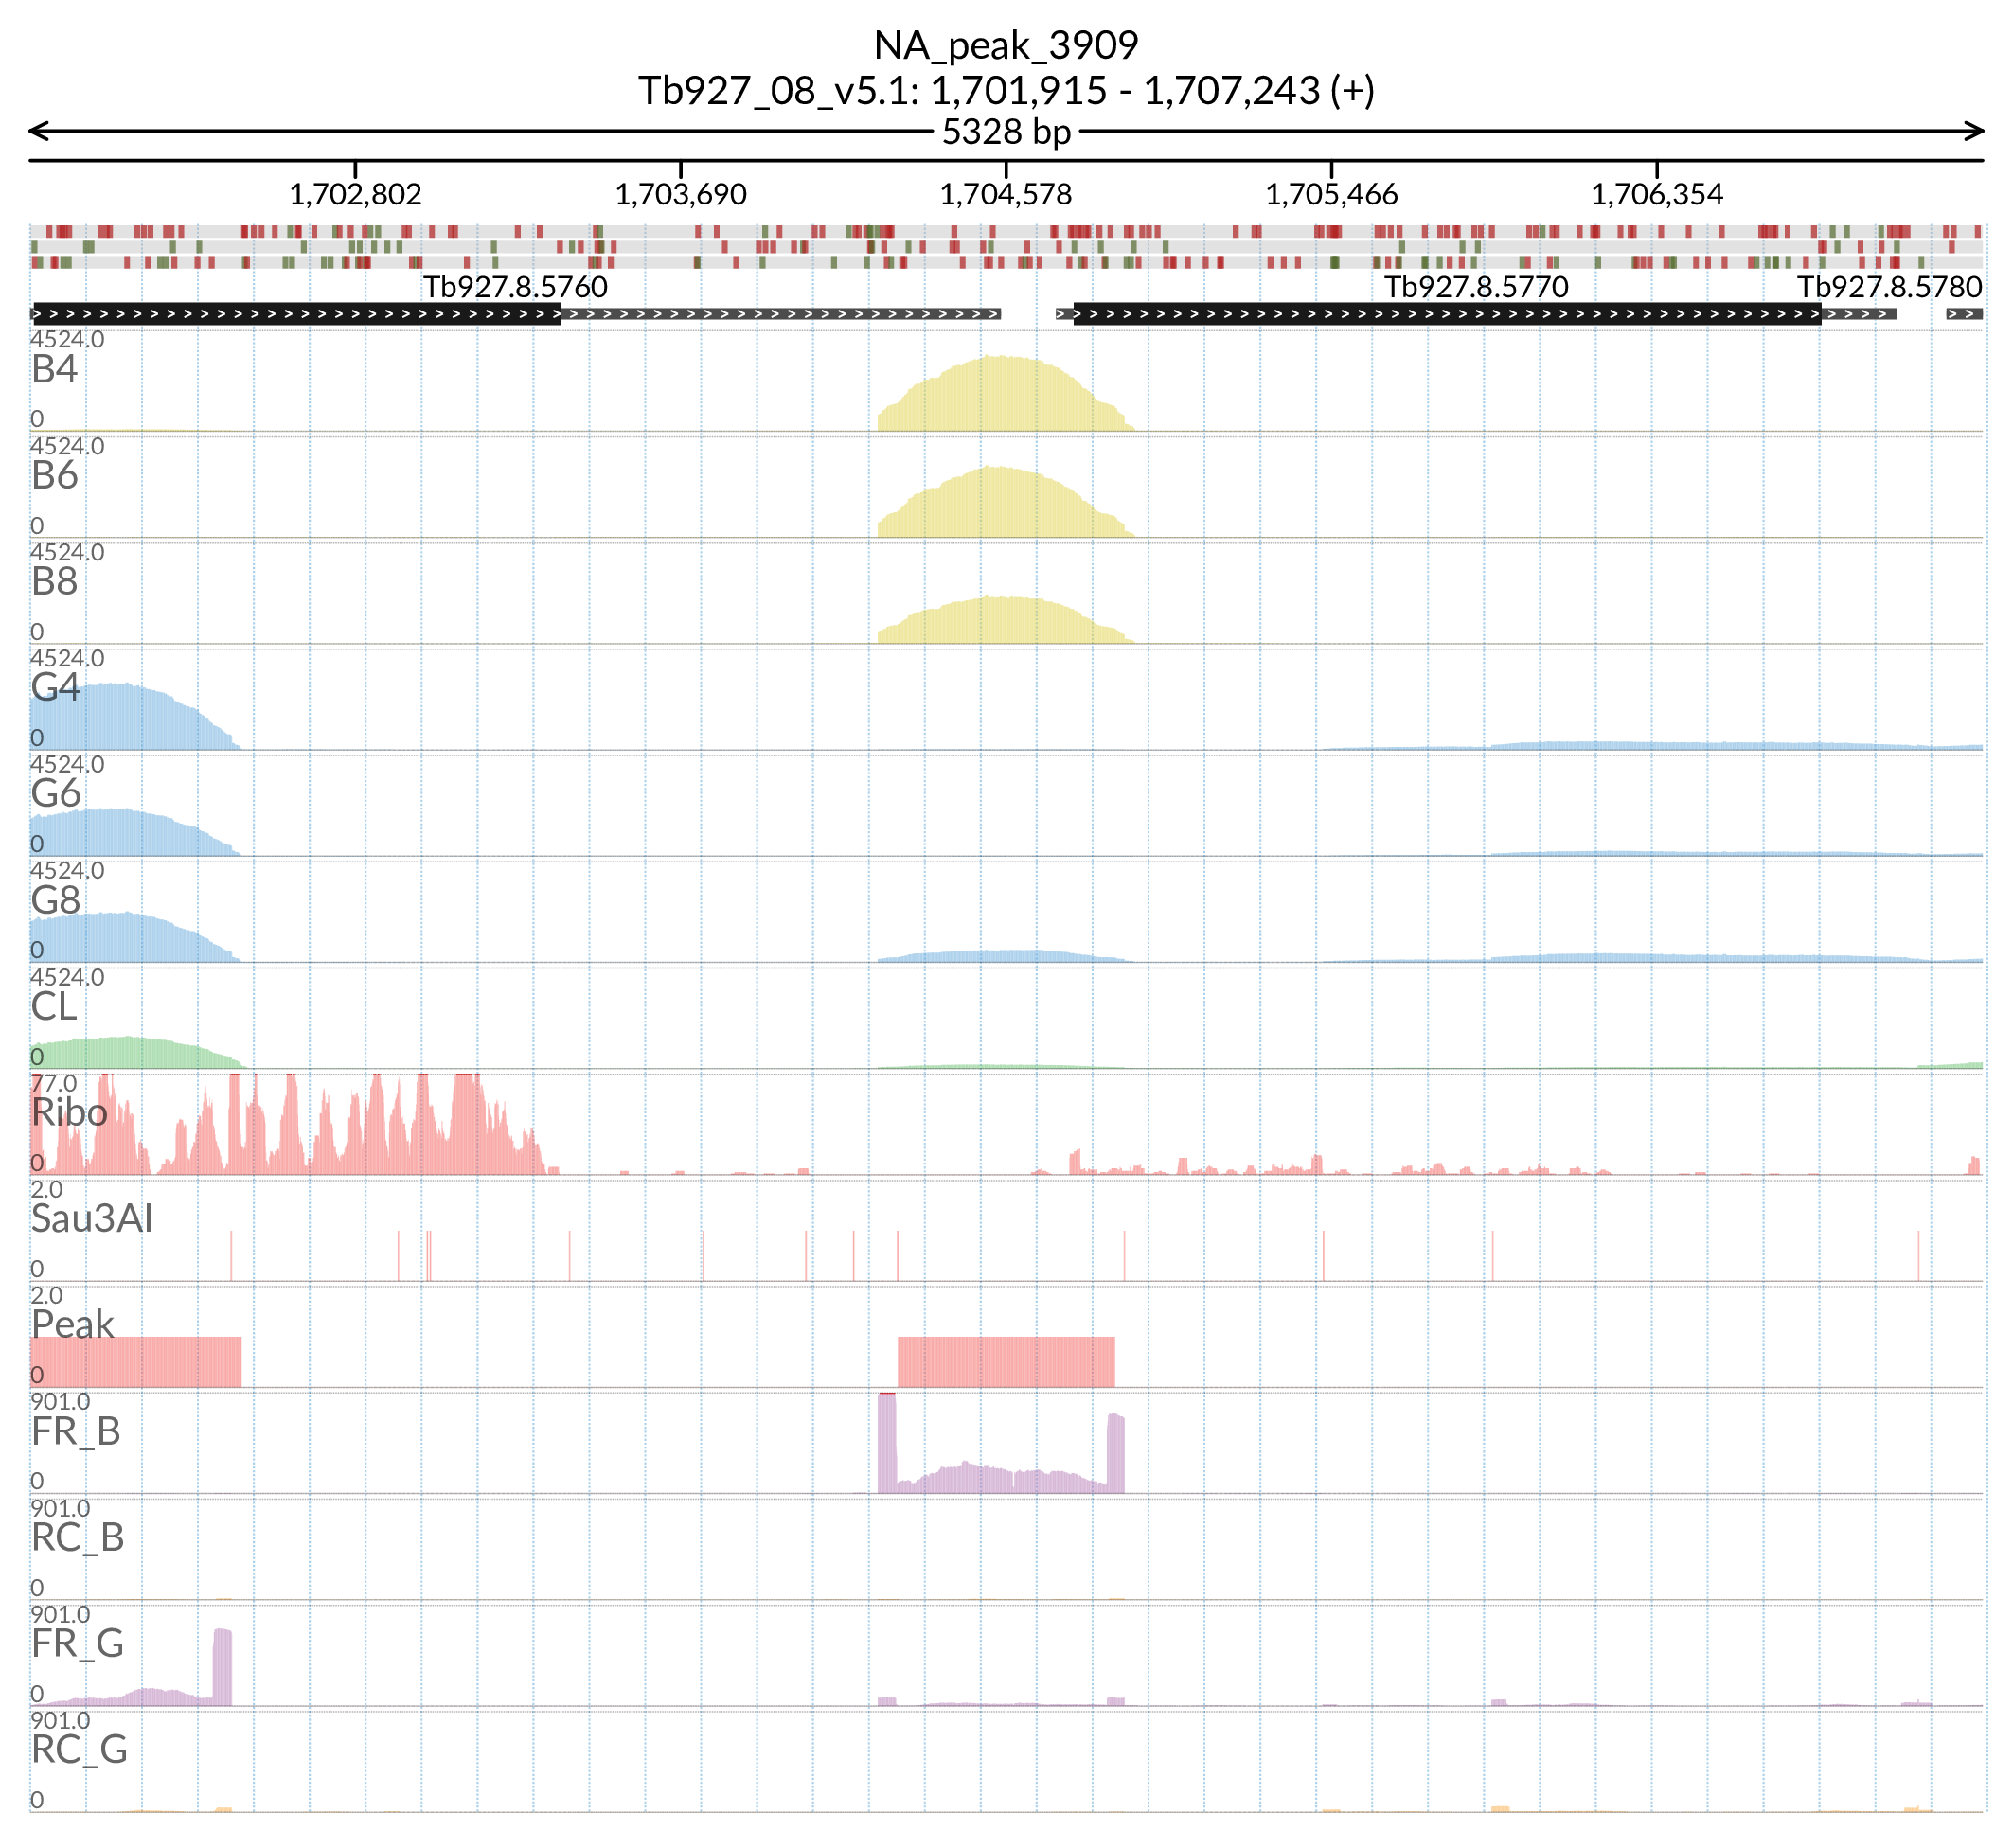 NA_peak_3909
Tb927_08_v5.1: 1,701,915 - 1,707,243 (+)
5328 bp
1,702,802 1,703,690 1,704,578 1,705,466 1,706,354
Tb927.8.5760 Tb927.8.5770 Tb927.8.5780
4524.0
B4
0
4524.0
B6
0
4524.0
B8
0
4524.0
G4
0
4524.0
G6
0
4524.0
G8
0
4524.0
CL
0
77.0
Ribo
0
2.0
Sau3AI
0
2.0
Peak
0
901.0
FR_B
0
901.0
RC_B
0
901.0
FR_G
0
901.0
RC_G
0